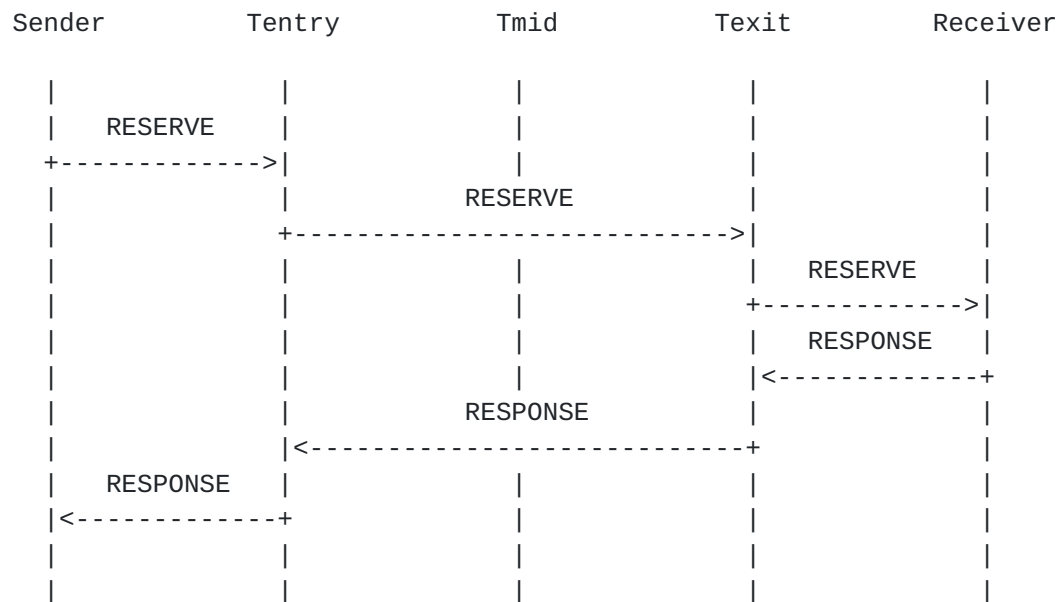 Sender Tentry Tmid Texit Receiver
RESERVE
RESERVE
RESERVE
RESPONSE
RESPONSE
RESPONSE